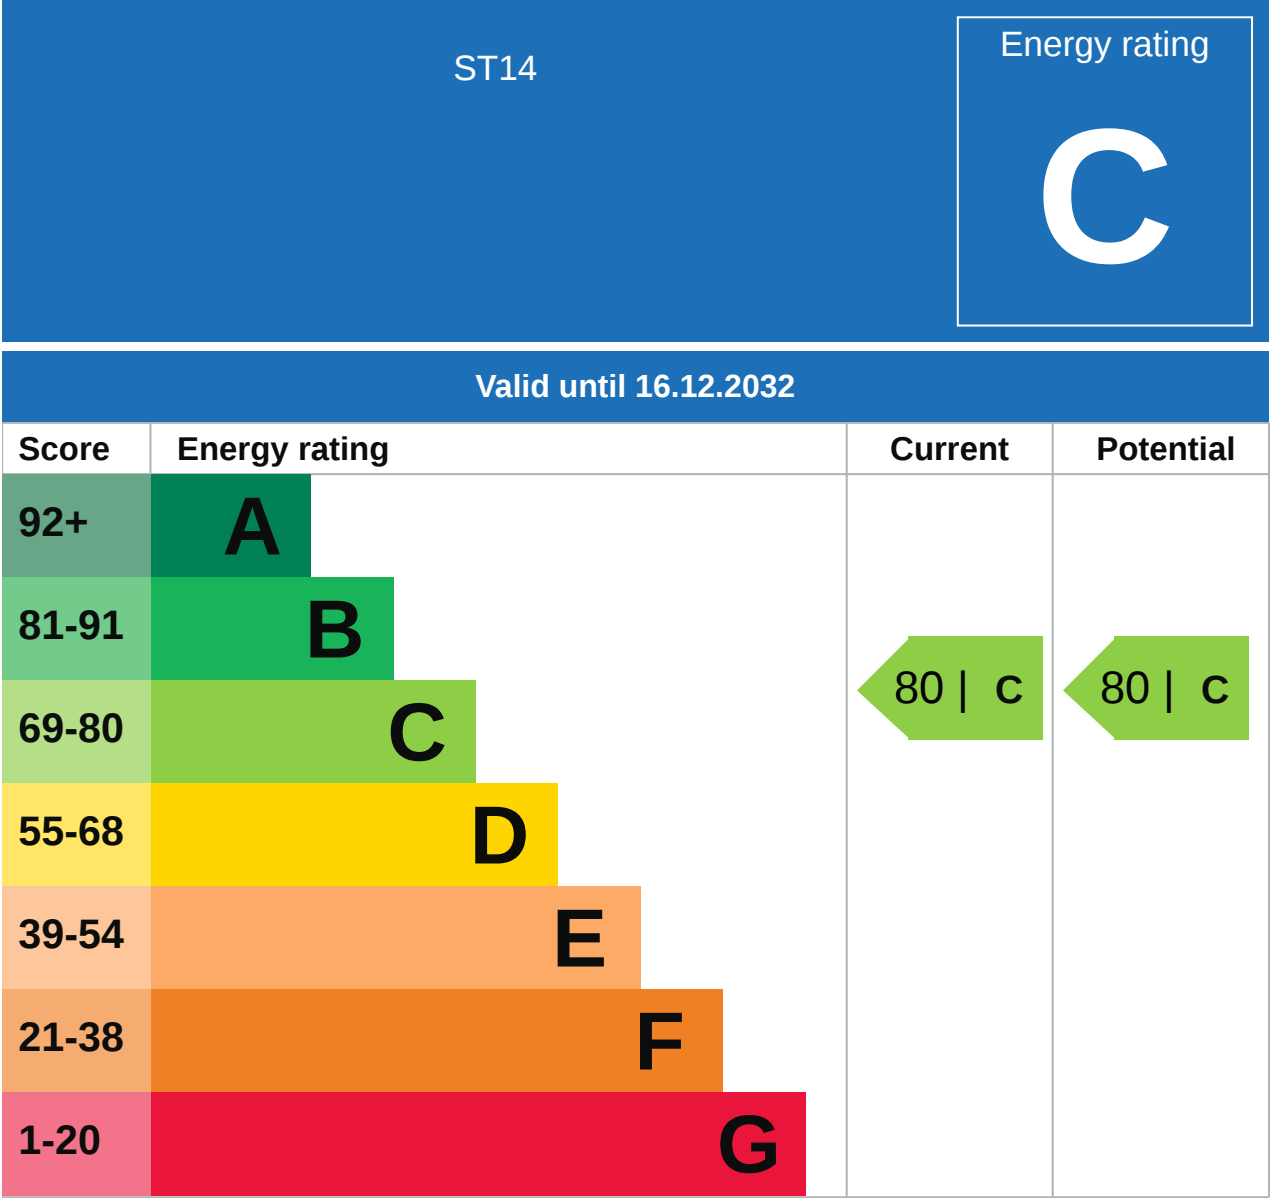 ST14
Energy rating
C
Valid until 16.12.2032
Score Energy rating Current Potential
92+ A
81-91 B
69-80 C 80 | C 80 | C
55-68 D
39-54 E
21-38 F
1-20 G